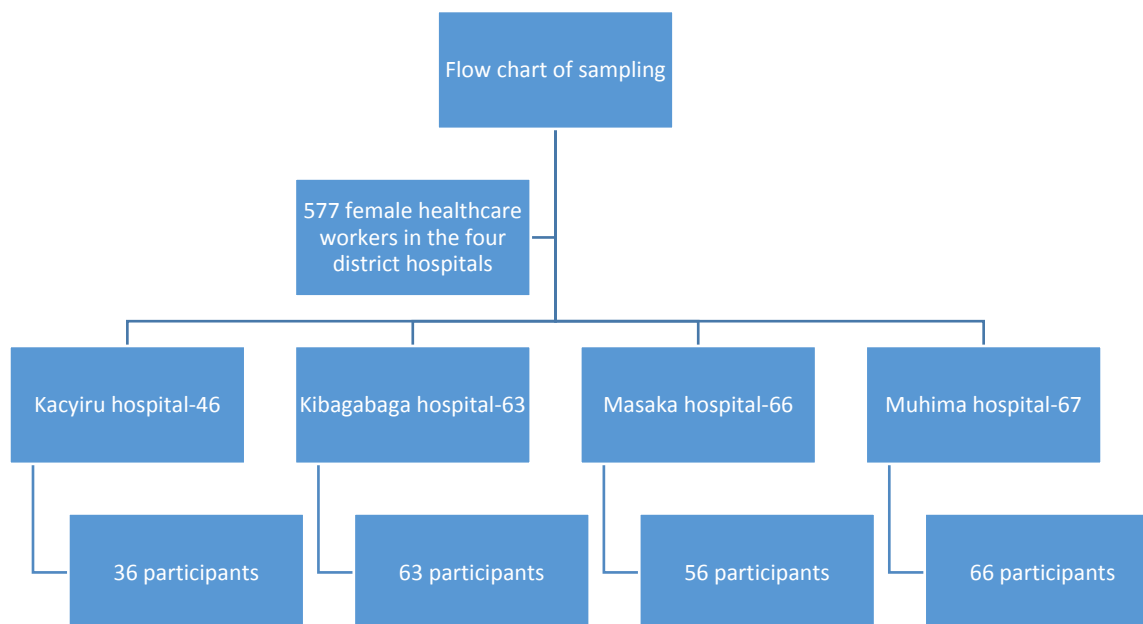 Flow chart of sampling
577 female healthcare
workers in the four
district hospitals
Kacyiru hospital-46
Kibagabaga hospital-63
Masaka hospital-66
Muhima hospital-67
36 participants
63 participants
56 participants
66 participants